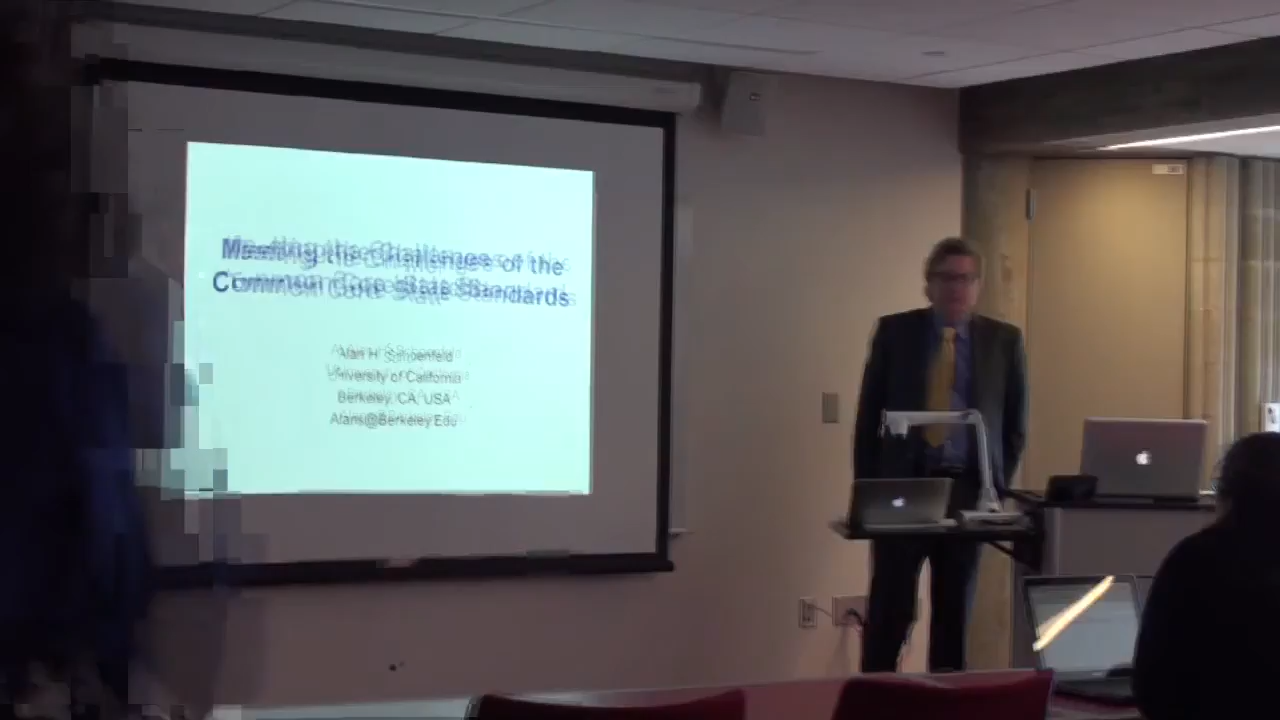 Meeting the Challenges of the
Common Core State Standards
Alan H. Schoenfeld
University of California
Berkeley, CA, USA
Alans@Berkeley.Edu